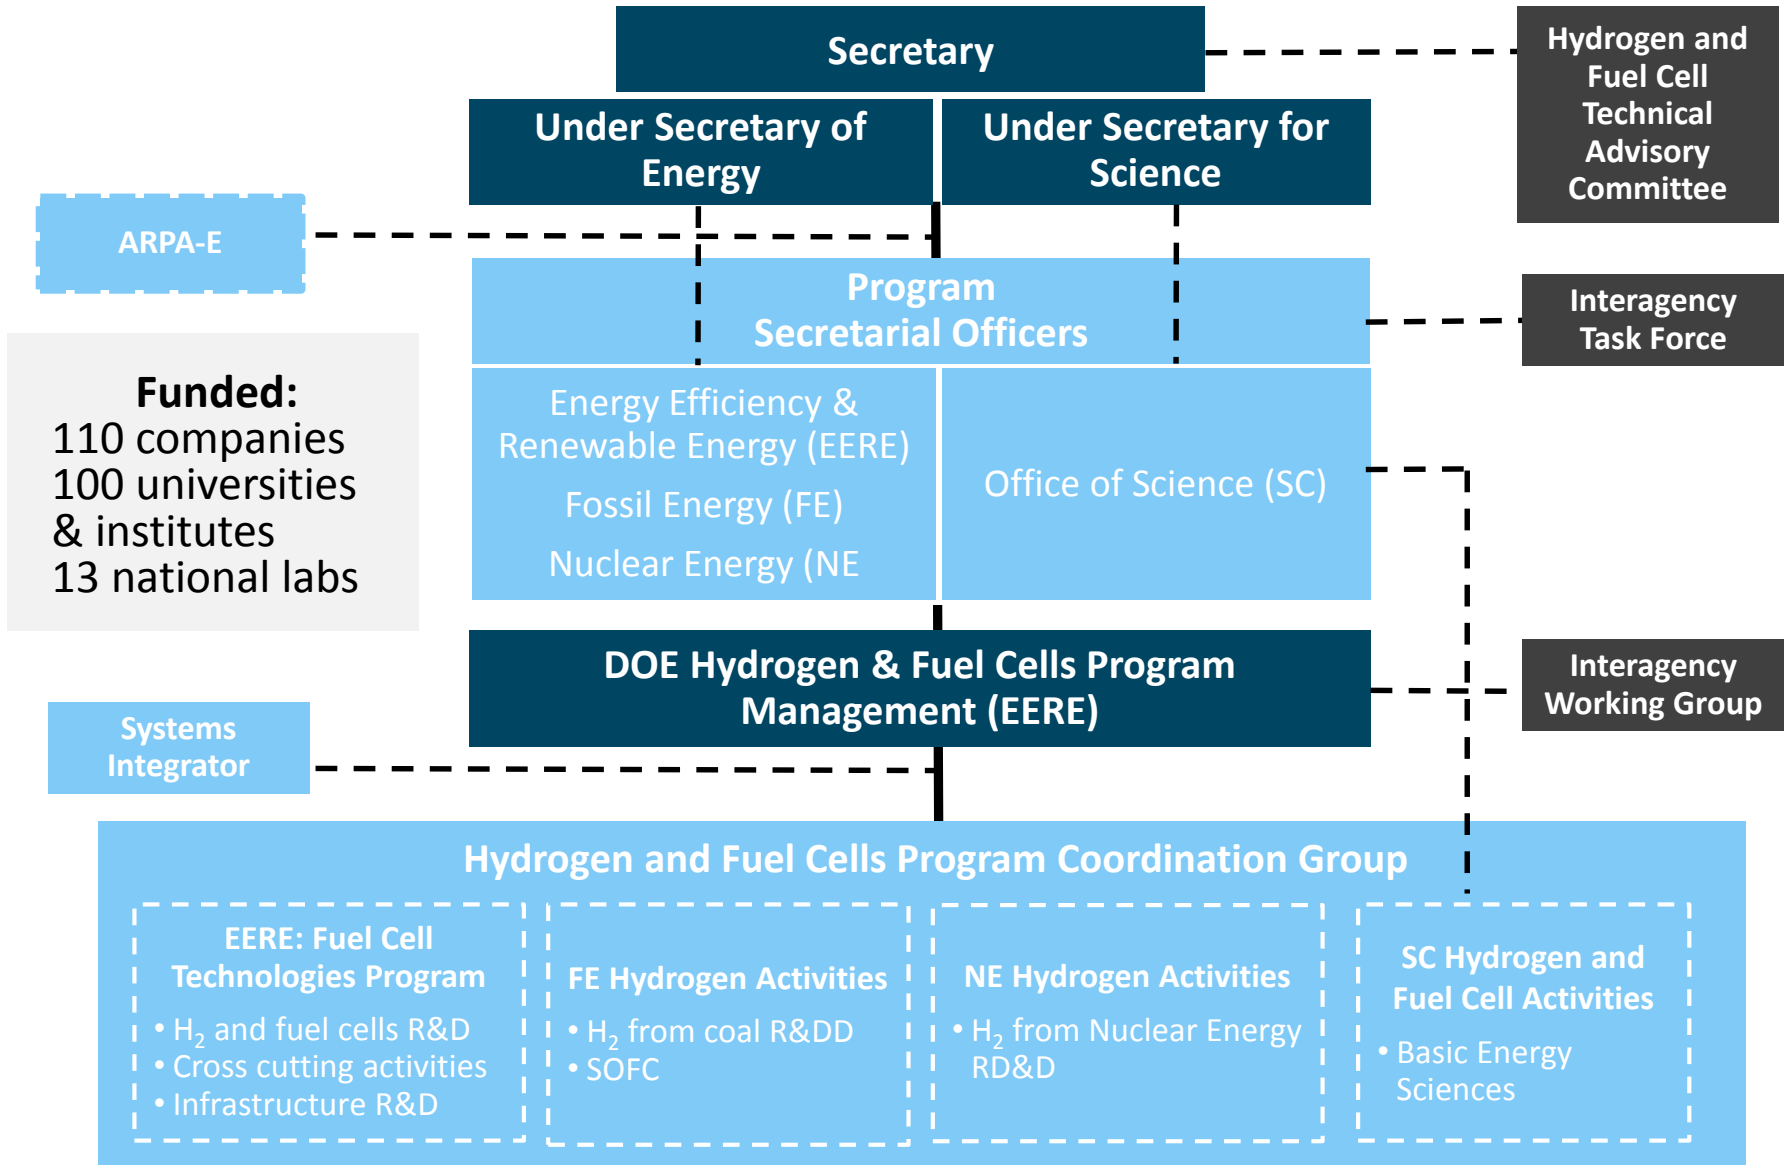 Secretary
Hydrogen and
Fuel Cell
Technical
Advisory
Committee
Under Secretary of
Energy
Under Secretary for
Science
ARPA-E
Program
Secretarial Officers
Interagency
Task Force
Funded:
110 companies
100 universities
& institutes
13 national labs
Energy Efficiency &
Renewable Energy (EERE)
Fossil Energy (FE)
Nuclear Energy (NE
Office of Science (SC)
DOE Hydrogen & Fuel Cells Program
Management (EERE)
Interagency
Working Group
Systems
Integrator
Hydrogen and Fuel Cells Program Coordination Group
EERE: Fuel Cell
Technologies Program
• H₂ and fuel cells R&D
• Cross cutting activities
• Infrastructure R&D
FE Hydrogen Activities
• H₂ from coal R&DD
• SOFC
NE Hydrogen Activities
• H₂ from Nuclear Energy
RD&D
SC Hydrogen and
Fuel Cell Activities
• Basic Energy
Sciences